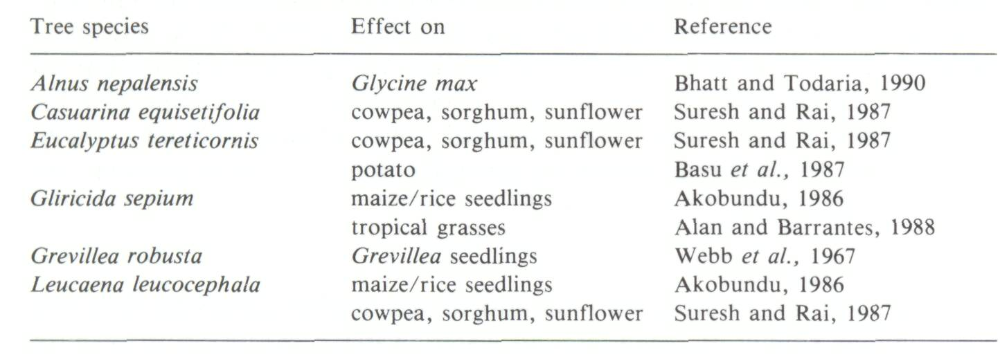 Tree species Effect on Reference
Alnus nepalensis Glycine max Bhatt and Todaria, 1990
Casuarina equisetifolia cowpea, sorghum, sunflower Suresh and Rai, 1987
Eucalyptus tereticornis cowpea, sorghum, sunflower Suresh and Rai, 1987
potato Basu et al., 1987
Gliricida sepium maize/rice seedlings Akobundu, 1986
tropical grasses Alan and Barrantes, 1988
Grevillea robusta Grevillea seedlings Webb et al., 1967
Leucaena leucocephala maize/rice seedlings Akobundu, 1986
cowpea, sorghum, sunflower Suresh and Rai, 1987